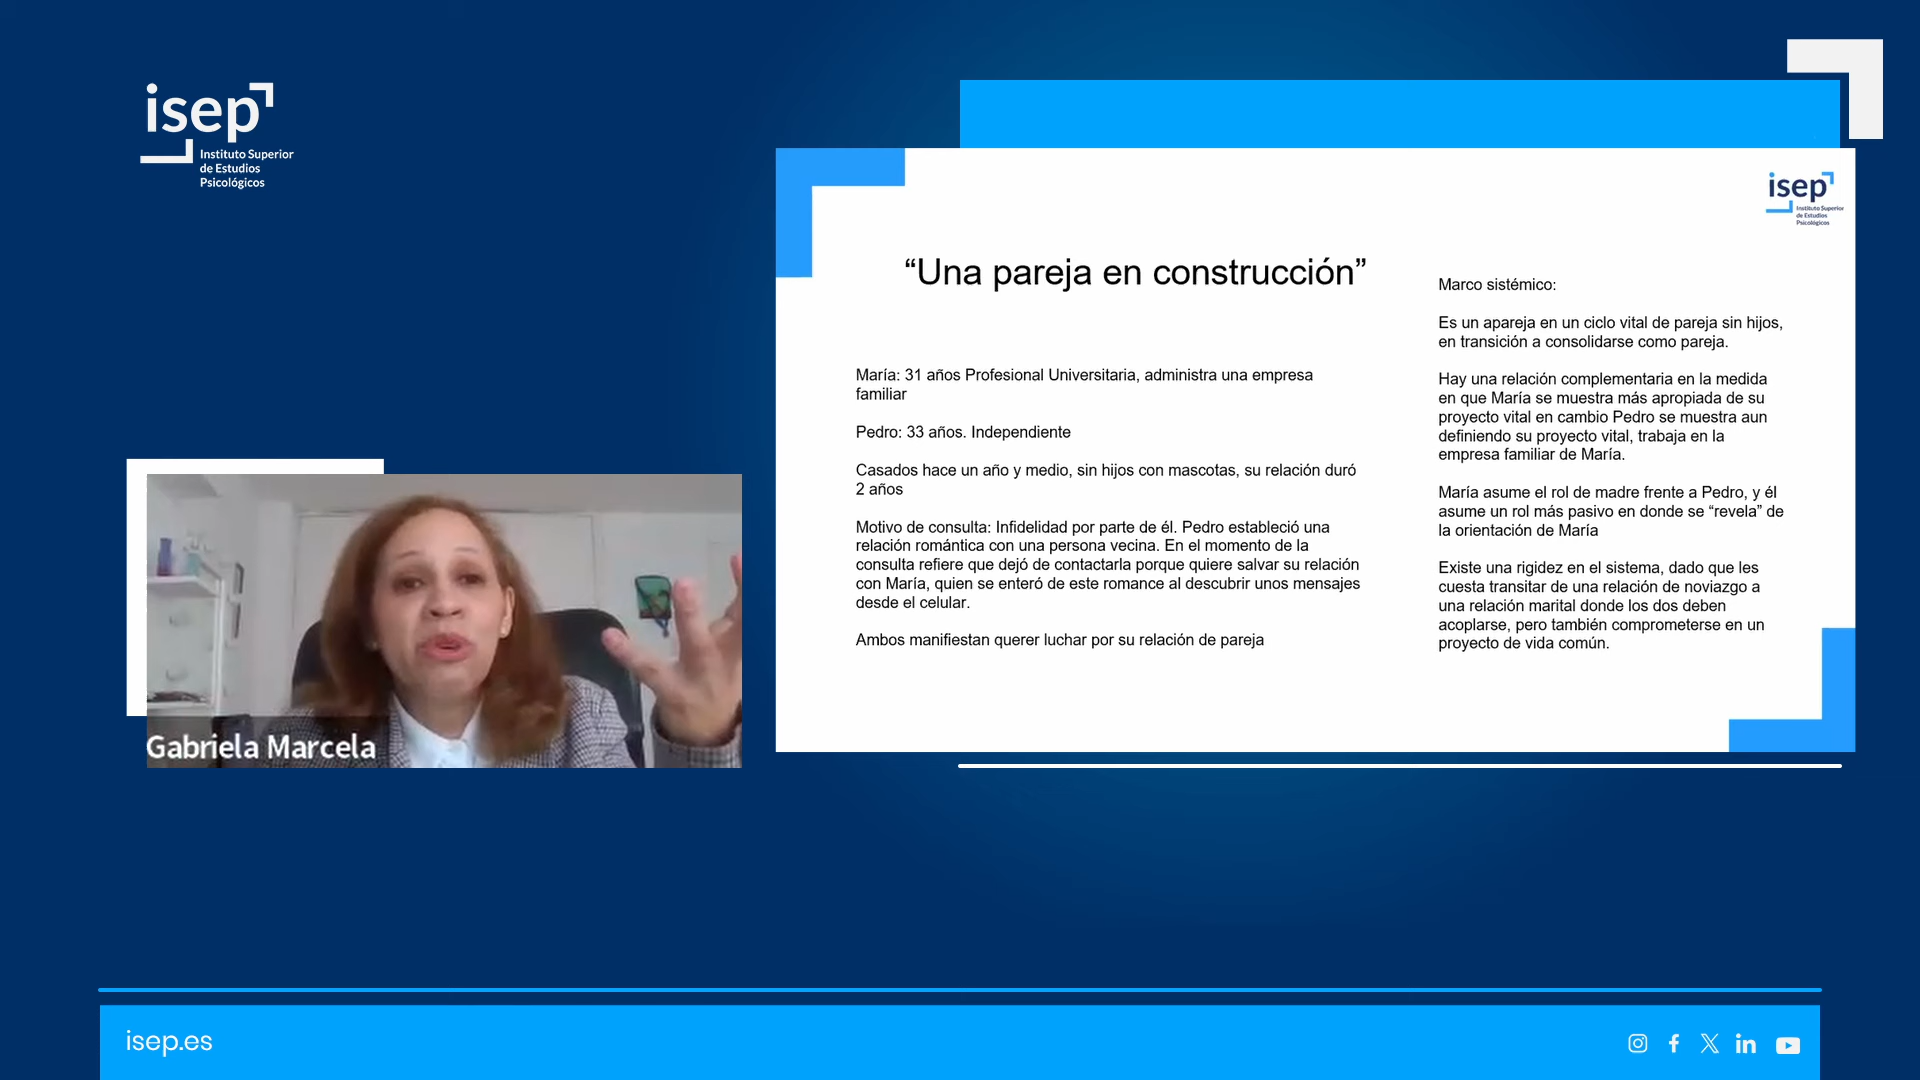 isep
Instituto Superior
de Estudios
Psicológicos
isep
Instituto Superior
de Estudios
Psicológicos
“Una pareja en construcción”
María: 31 años Profesional Universitaria, administra una empresa
familiar
Pedro: 33 años. Independiente
Casados hace un año y medio, sin hijos con mascotas, su relación duró
2 años
Motivo de consulta: Infidelidad por parte de él. Pedro estableció una
relación romántica con una persona vecina. En el momento de la
consulta refiere que dejó de contactarla porque quiere salvar su relación
con María, quien se enteró de este romance al descubrir unos mensajes
desde el celular.
Ambos manifiestan querer luchar por su relación de pareja
Marco sistémico:
Es un apareja en un ciclo vital de pareja sin hijos,
en transición a consolidarse como pareja.
Hay una relación complementaria en la medida
en que María se muestra más apropiada de su
proyecto vital en cambio Pedro se muestra aun
definiendo su proyecto vital, trabaja en la
empresa familiar de María.
María asume el rol de madre frente a Pedro, y él
asume un rol más pasivo en donde se “revela” de
la orientación de María
Existe una rigidez en el sistema, dado que les
cuesta transitar de una relación de noviazgo a
una relación marital donde los dos deben
acoplarse, pero también comprometerse en un
proyecto de vida común.
Gabriela Marcela
isep.es